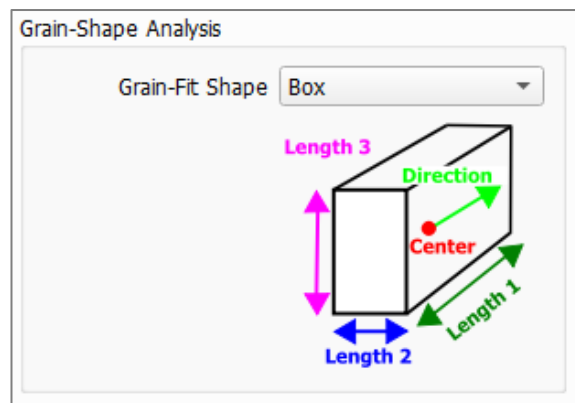 Grain-Shape Analysis
Grain-Fit Shape Box
Length 3
Direction
Center
Length 1
Length 2